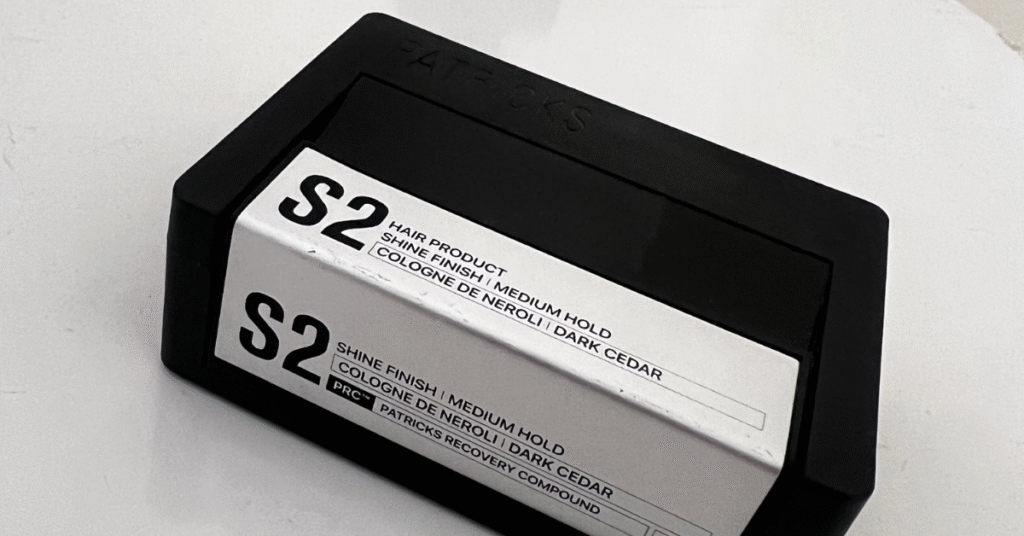 PATRICKS
S2
HAIR PRODUCT
SHINE FINISH | MEDIUM HOLD
COLOGNE DE NEROLI | DARK CEDAR
S2
SHINE FINISH | MEDIUM HOLD
COLOGNE DE NEROLI | DARK CEDAR
PRC™ PATRICKS RECOVERY COMPOUND